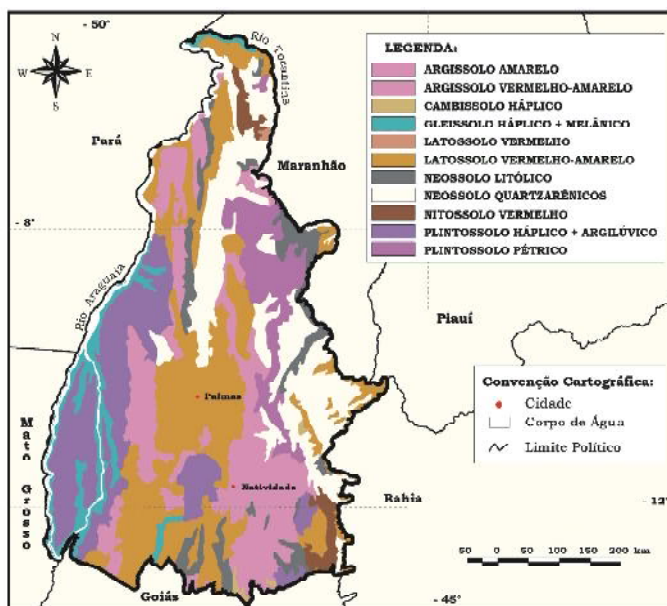 - 50°
N
W E
S
Rio Tocantins
Pará
Maranhão
LEGENDA:
ARGISSOLO AMARELO
ARGISSOLO VERMELHO-AMARELO
CAMBISSOLO HÁPLICO
GLEISSOLO HÁPLICO + MELÂNICO
LATOSSOLO VERMELHO
LATOSSOLO VERMELHO-AMARELO
NEOSSOLO LITÓLICO
NEOSSOLO QUARTZARÊNICOS
NITOSSOLO VERMELHO
PLINTOSSOLO HÁPLICO + ARGILÚVICO
PLINTOSSOLO PÉTRICO
- 8°
Rio Araguaia
Piauí
Palmas
Convenção Cartográfica:
Cidade
Corpo de Água
Limite Político
Mato Grosso
Natividade
Bahia
- 12°
50 0 50 100 150 200 km
Goiás
- 45°